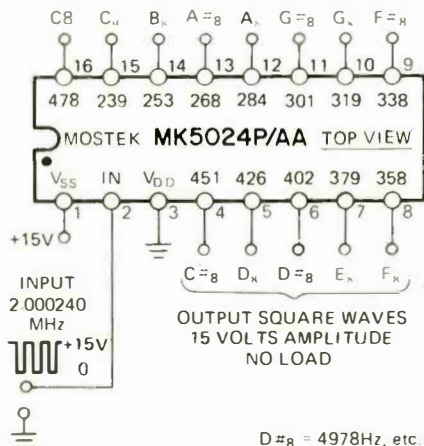 C8 C₈ B₈ A#8 A₈ G#8 G₈ F#8
16 15 14 13 12 11 10 9
478 239 253 268 284 301 319 338
MOSTEK MK5024P/AA TOP VIEW
VSS IN VDD 451 426 402 379 358
1 2 3 4 5 6 7 8
+15V C#8 D₈ D#8 E₈ F₈
INPUT
2.000240
MHz
+15V
0
OUTPUT SQUARE WAVES
15 VOLTS AMPLITUDE
NO LOAD
D#8 = 4978Hz, etc.